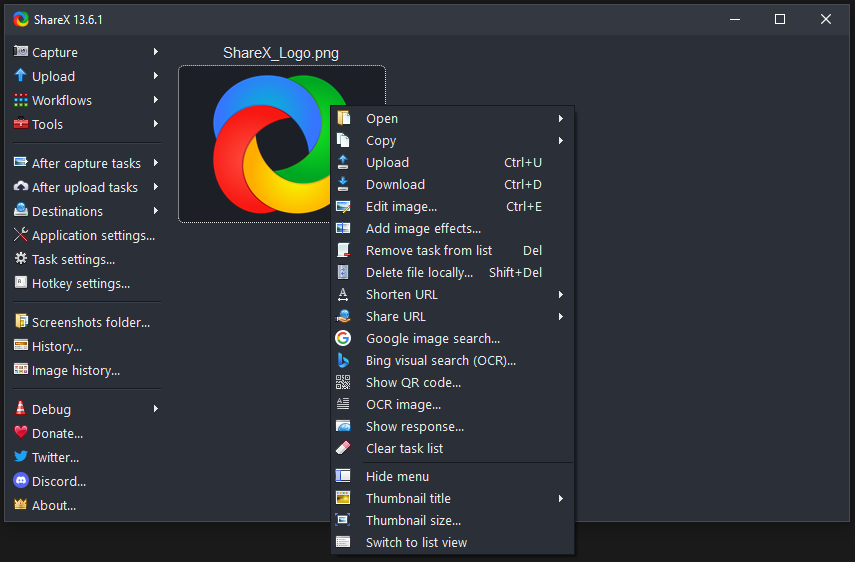 ShareX 13.6.1
Capture
Upload
Workflows
Tools
After capture tasks
After upload tasks
Destinations
Application settings...
Task settings...
Hotkey settings...
Screenshots folder...
History...
Image history...
Debug
Donate...
Twitter...
Discord...
About...
ShareX_Logo.png
Open
Copy
Upload Ctrl+U
Download Ctrl+D
Edit image... Ctrl+E
Add image effects...
Remove task from list Del
Delete file locally... Shift+Del
Shorten URL
Share URL
Google image search...
Bing visual search (OCR)...
Show QR code...
OCR image...
Show response...
Clear task list
Hide menu
Thumbnail title
Thumbnail size...
Switch to list view